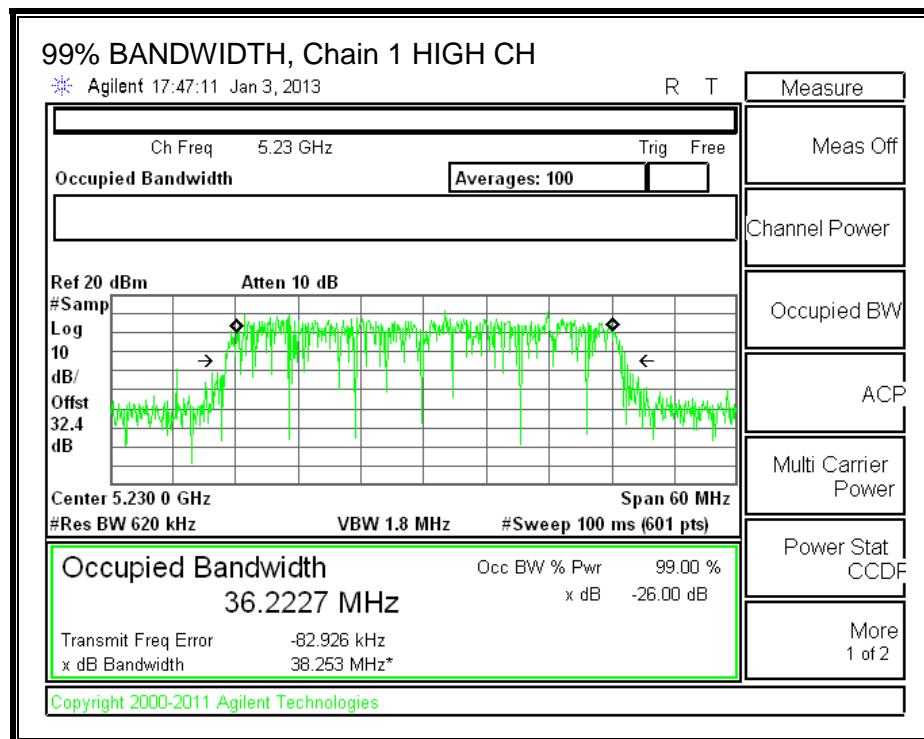 99% BANDWIDTH, Chain 1 HIGH CH
Agilent 17:47:11 Jan 3, 2013 R T
Measure
Ch Freq 5.23 GHz Trig Free
Occupied Bandwidth Averages: 100
Ref 20 dBm Atten 10 dB
#Samp
Log
10
dB/
Offst
32.4
dB
Center 5.230 0 GHz Span 60 MHz
#Res BW 620 kHz VBW 1.8 MHz #Sweep 100 ms (601 pts)
Occupied Bandwidth Occ BW % Pwr 99.00 %
36.2227 MHz x dB -26.00 dB
Transmit Freq Error -82.926 kHz
x dB Bandwidth 38.253 MHz*
Copyright 2000-2011 Agilent Technologies
Meas Off
Channel Power
Occupied BW
ACP
Multi Carrier
Power
Power Stat
CCDF
More
1 of 2